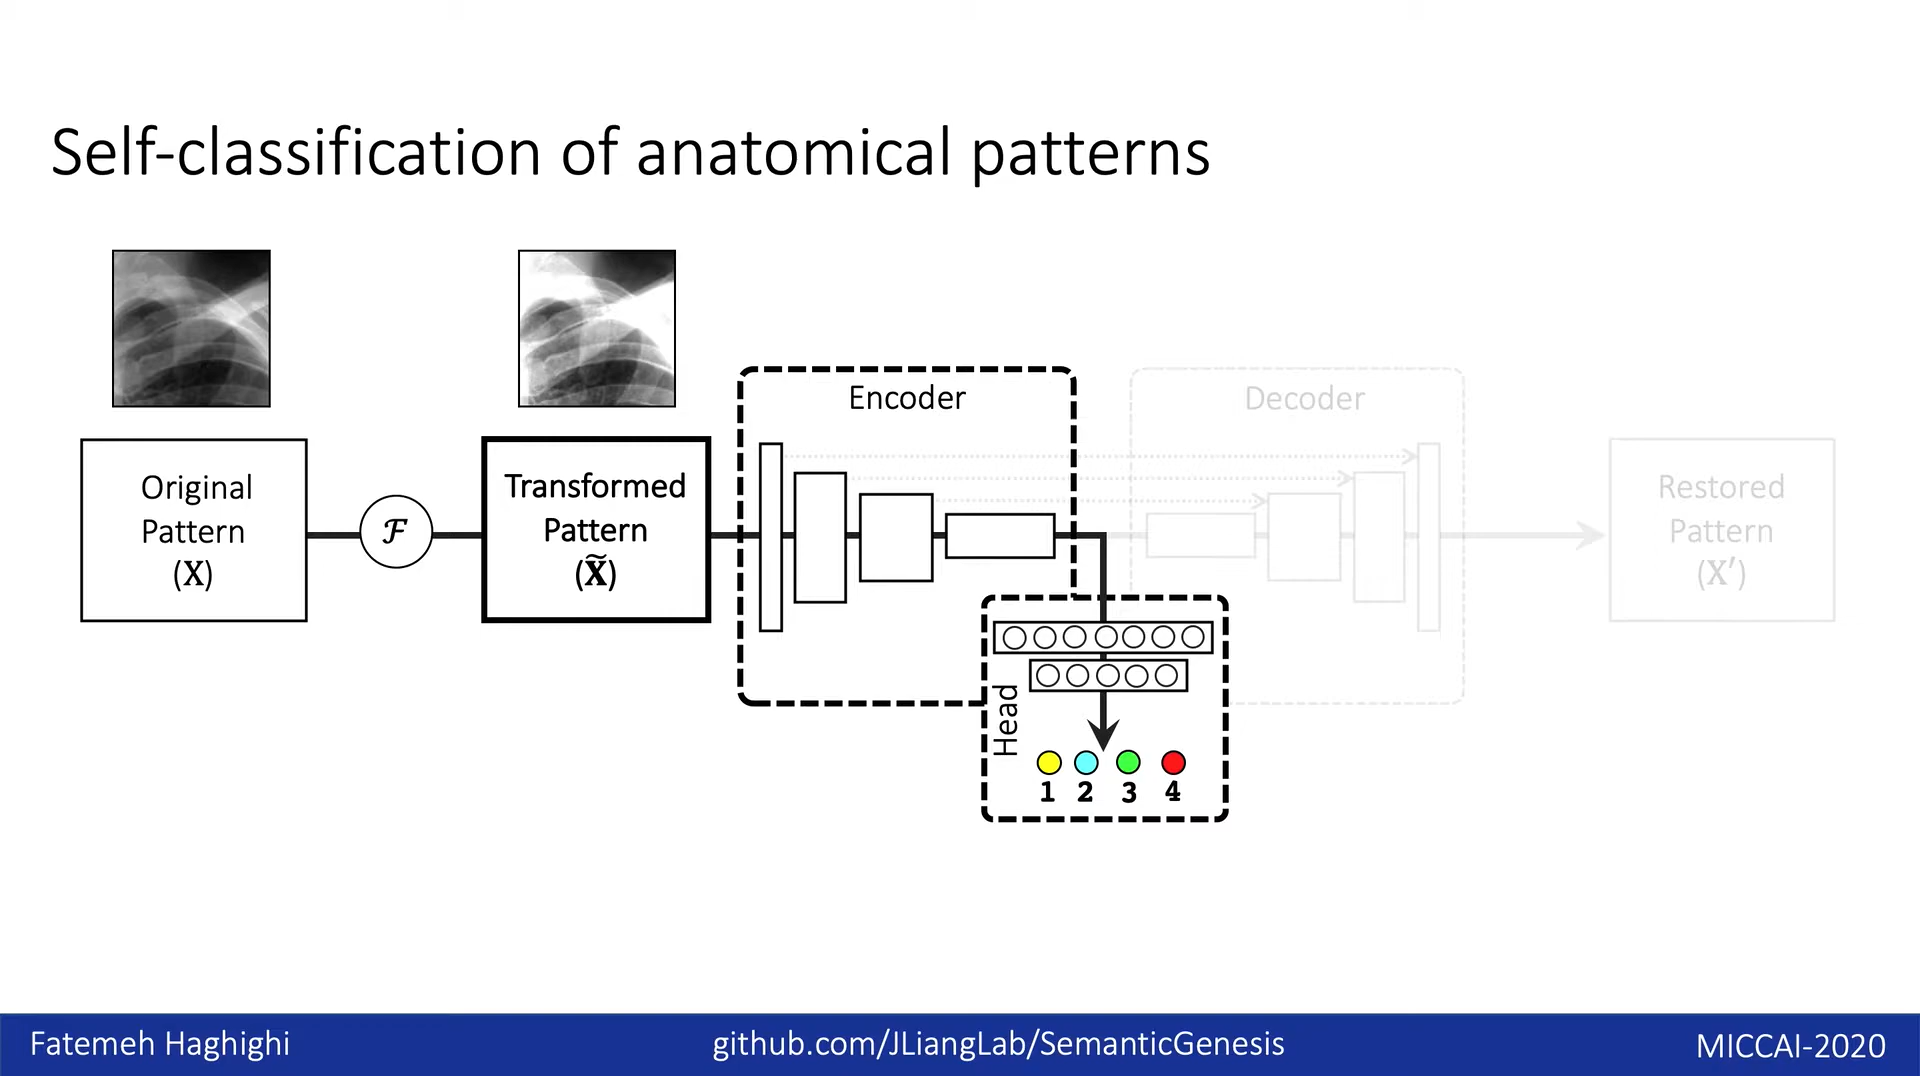 Self-classification of anatomical patterns
Encoder
Decoder
Original
Pattern
(X)
ℱ
Transformed
Pattern
(X̃)
Restored
Pattern
(X′)
Head
1 2 3 4
Fatemeh Haghighi
github.com/JLiangLab/SemanticGenesis
MICCAI-2020